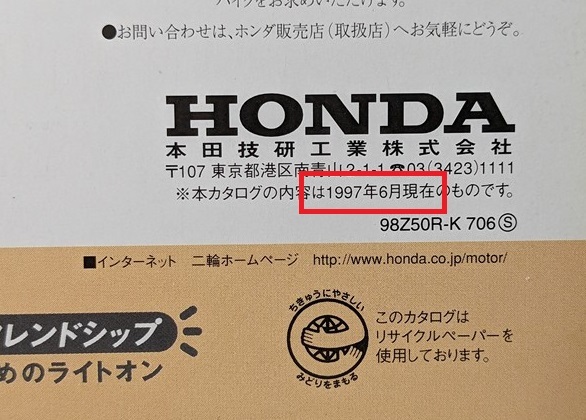 バイクをお求めいただけます。
●お問い合わせは、ホンダ販売店（取扱店）へお気軽にどうぞ。
HONDA
本田技研工業株式会社
〒107 東京都港区南青山2-1-1 ☎03(3423)1111
※本カタログの内容は1997年6月現在のものです。
98Z50R-K 706Ⓢ
■インターネット 二輪ホームページ http://www.honda.co.jp/motor/
レンドシップ
めのライトオン
ちきゅうにやさしい
みどりをまもる
このカタログは
リサイクルペーパーを
使用しております。